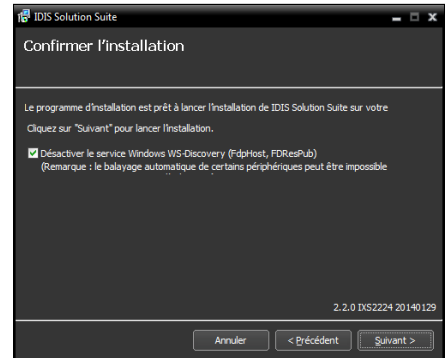 IDIS Solution Suite
Confirmer l'installation
Le programme d'installation est prêt à lancer l'installation de IDIS Solution Suite sur votre
Cliquez sur "Suivant" pour lancer l'installation.
Désactiver le service Windows WS-Discovery (FdpHost, FDResPub)
(Remarque : le balayage automatique de certains périphériques peut être impossible
2.2.0 IXS2224 20140129
Annuler
< Précédent
Suivant >